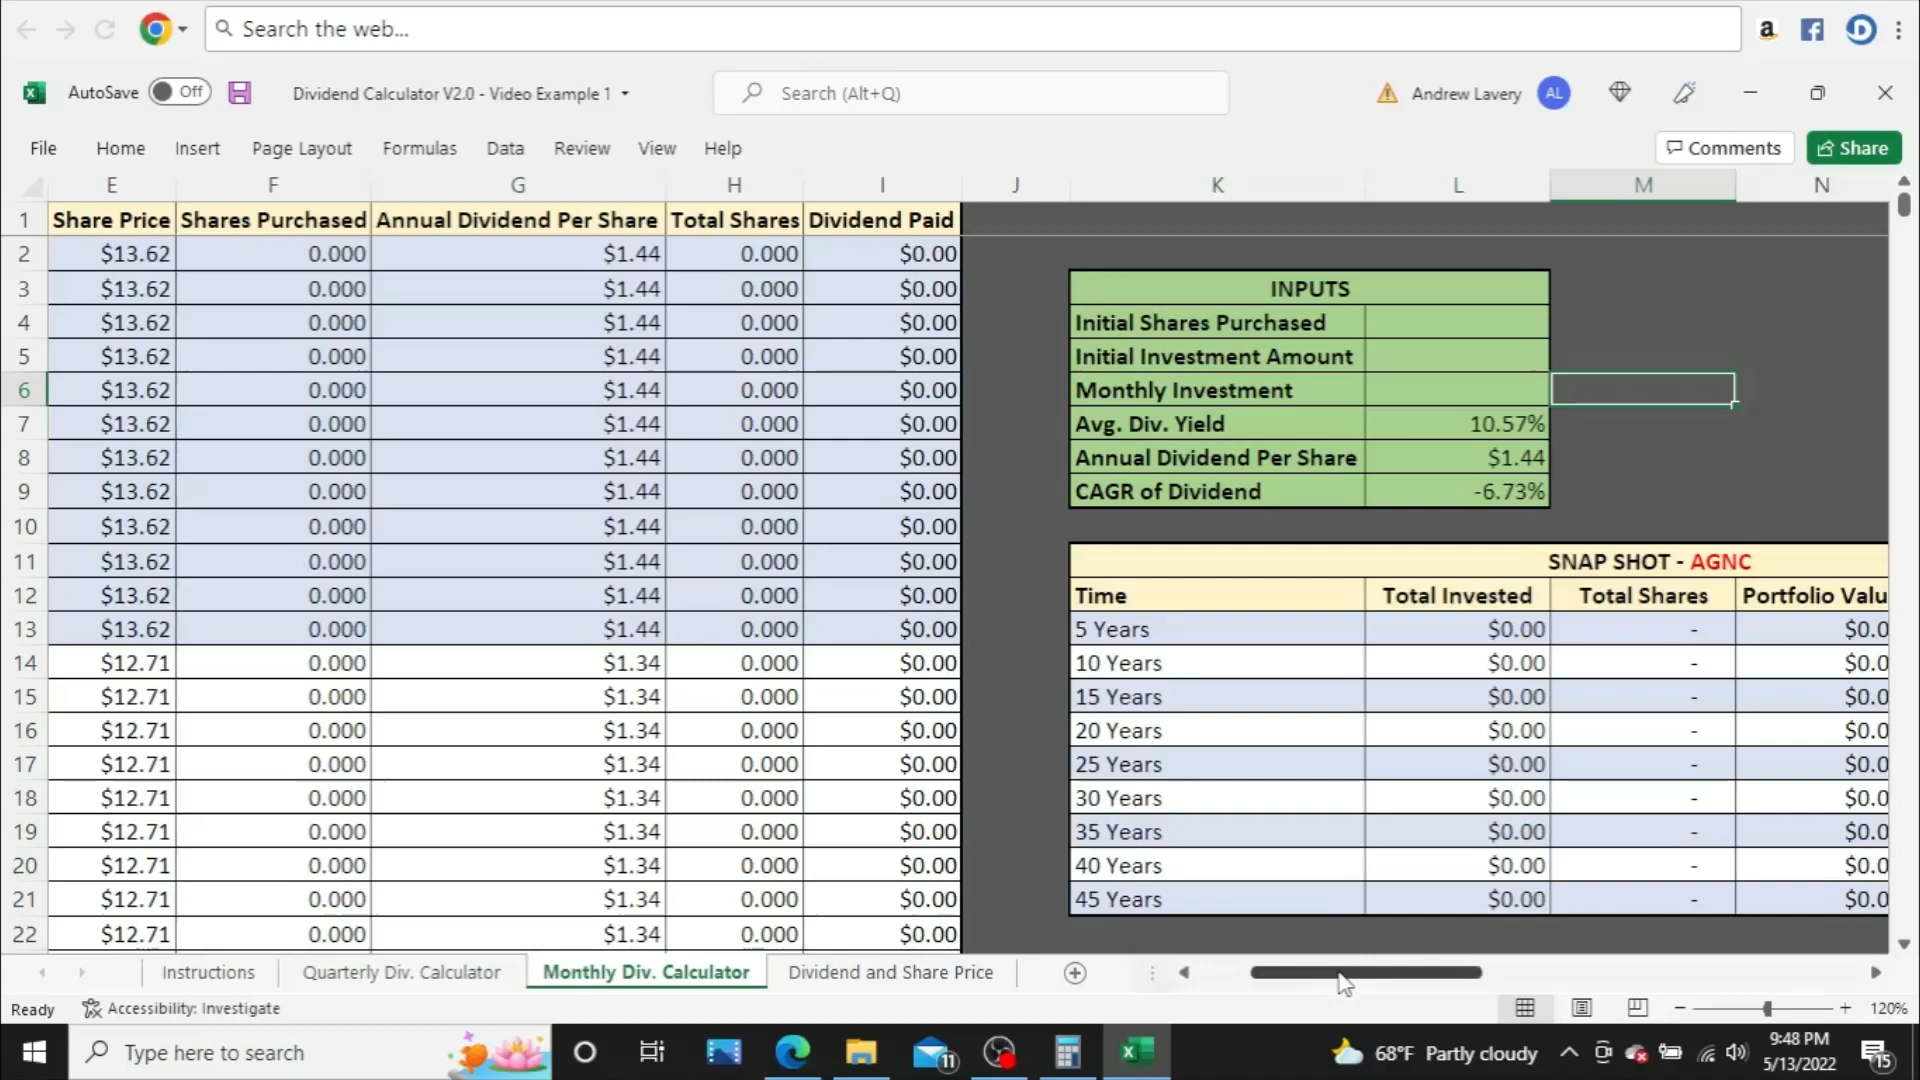 Search the web...
AutoSave Off Dividend Calculator V2.0 - Video Example 1 Search (Alt+Q) Andrew Lavery AL
File Home Insert Page Layout Formulas Data Review View Help Comments Share
E F G H I J K L M N
1 Share Price Shares Purchased Annual Dividend Per Share Total Shares Dividend Paid
2 $13.62 0.000 $1.44 0.000 $0.00
3 $13.62 0.000 $1.44 0.000 $0.00 INPUTS
4 $13.62 0.000 $1.44 0.000 $0.00 Initial Shares Purchased
5 $13.62 0.000 $1.44 0.000 $0.00 Initial Investment Amount
6 $13.62 0.000 $1.44 0.000 $0.00 Monthly Investment
7 $13.62 0.000 $1.44 0.000 $0.00 Avg. Div. Yield 10.57%
8 $13.62 0.000 $1.44 0.000 $0.00 Annual Dividend Per Share $1.44
9 $13.62 0.000 $1.44 0.000 $0.00 CAGR of Dividend -6.73%
10 $13.62 0.000 $1.44 0.000 $0.00
11 $13.62 0.000 $1.44 0.000 $0.00 SNAP SHOT - AGNC
12 $13.62 0.000 $1.44 0.000 $0.00 Time Total Invested Total Shares Portfolio Valu
13 $13.62 0.000 $1.44 0.000 $0.00 5 Years $0.00 - $0.0
14 $12.71 0.000 $1.34 0.000 $0.00 10 Years $0.00 - $0.0
15 $12.71 0.000 $1.34 0.000 $0.00 15 Years $0.00 - $0.0
16 $12.71 0.000 $1.34 0.000 $0.00 20 Years $0.00 - $0.0
17 $12.71 0.000 $1.34 0.000 $0.00 25 Years $0.00 - $0.0
18 $12.71 0.000 $1.34 0.000 $0.00 30 Years $0.00 - $0.0
19 $12.71 0.000 $1.34 0.000 $0.00 35 Years $0.00 - $0.0
20 $12.71 0.000 $1.34 0.000 $0.00 40 Years $0.00 - $0.0
21 $12.71 0.000 $1.34 0.000 $0.00 45 Years $0.00 - $0.0
22 $12.71 0.000 $1.34 0.000 $0.00
Instructions Quarterly Div. Calculator Monthly Div. Calculator Dividend and Share Price
Ready Accessibility: Investigate 120%
Type here to search 11 68°F Partly cloudy 9:48 PM 15
5/13/2022